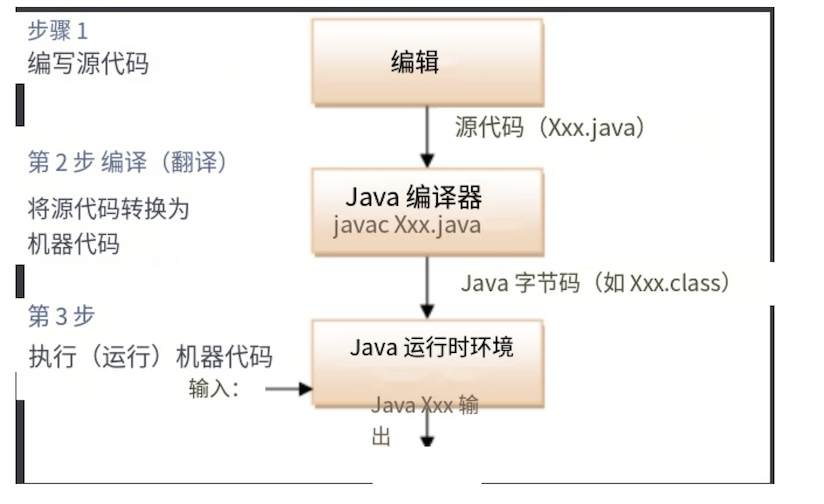 步骤 1
编写源代码
编辑
源代码（Xxx.java）
第 2 步 编译（翻译）
将源代码转换为
机器代码
Java 编译器
javac Xxx.java
Java 字节码（如 Xxx.class）
第 3 步
执行（运行）机器代码
输入：
Java 运行时环境
Java Xxx 输
出